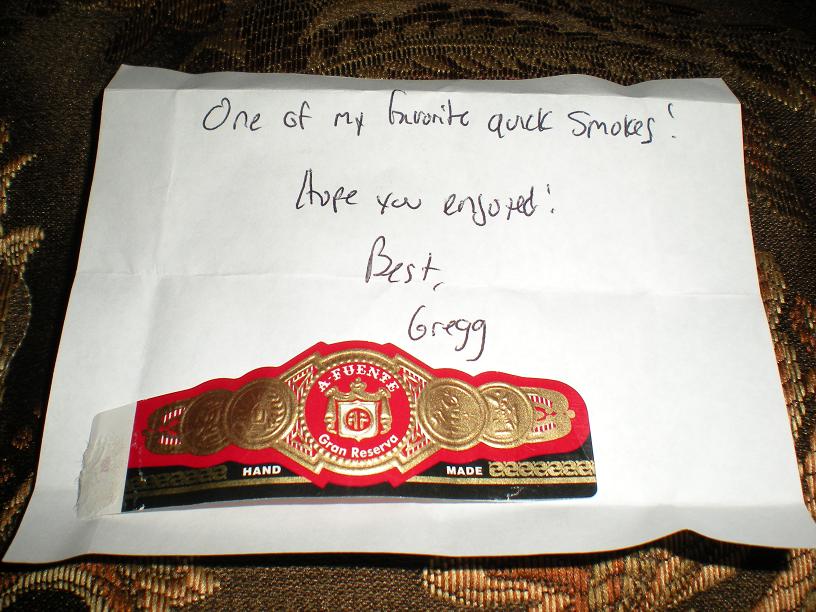 One of my favorite quick smokes!
Hope you enjoyed!
Best,
Gregg
A·FUENTE
AF
Gran Reserva
HAND MADE